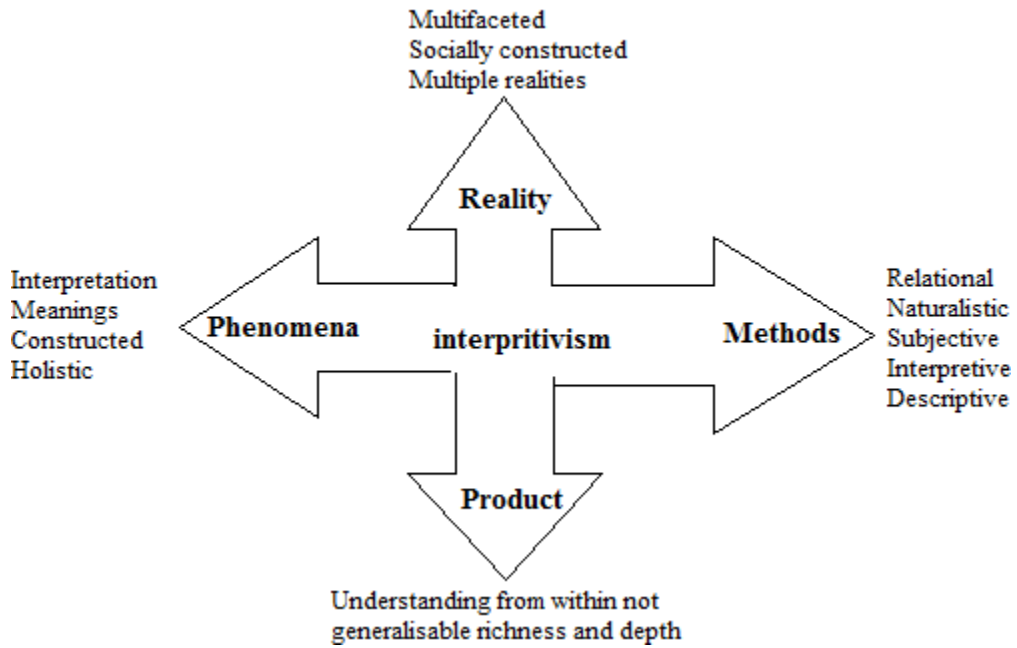 Multifaceted
Socially constructed
Multiple realities
Reality
Interpretation
Meanings
Constructed
Holistic
Phenomena
interpritivism
Methods
Relational
Naturalistic
Subjective
Interpretive
Descriptive
Product
Understanding from within not
generalisable richness and depth